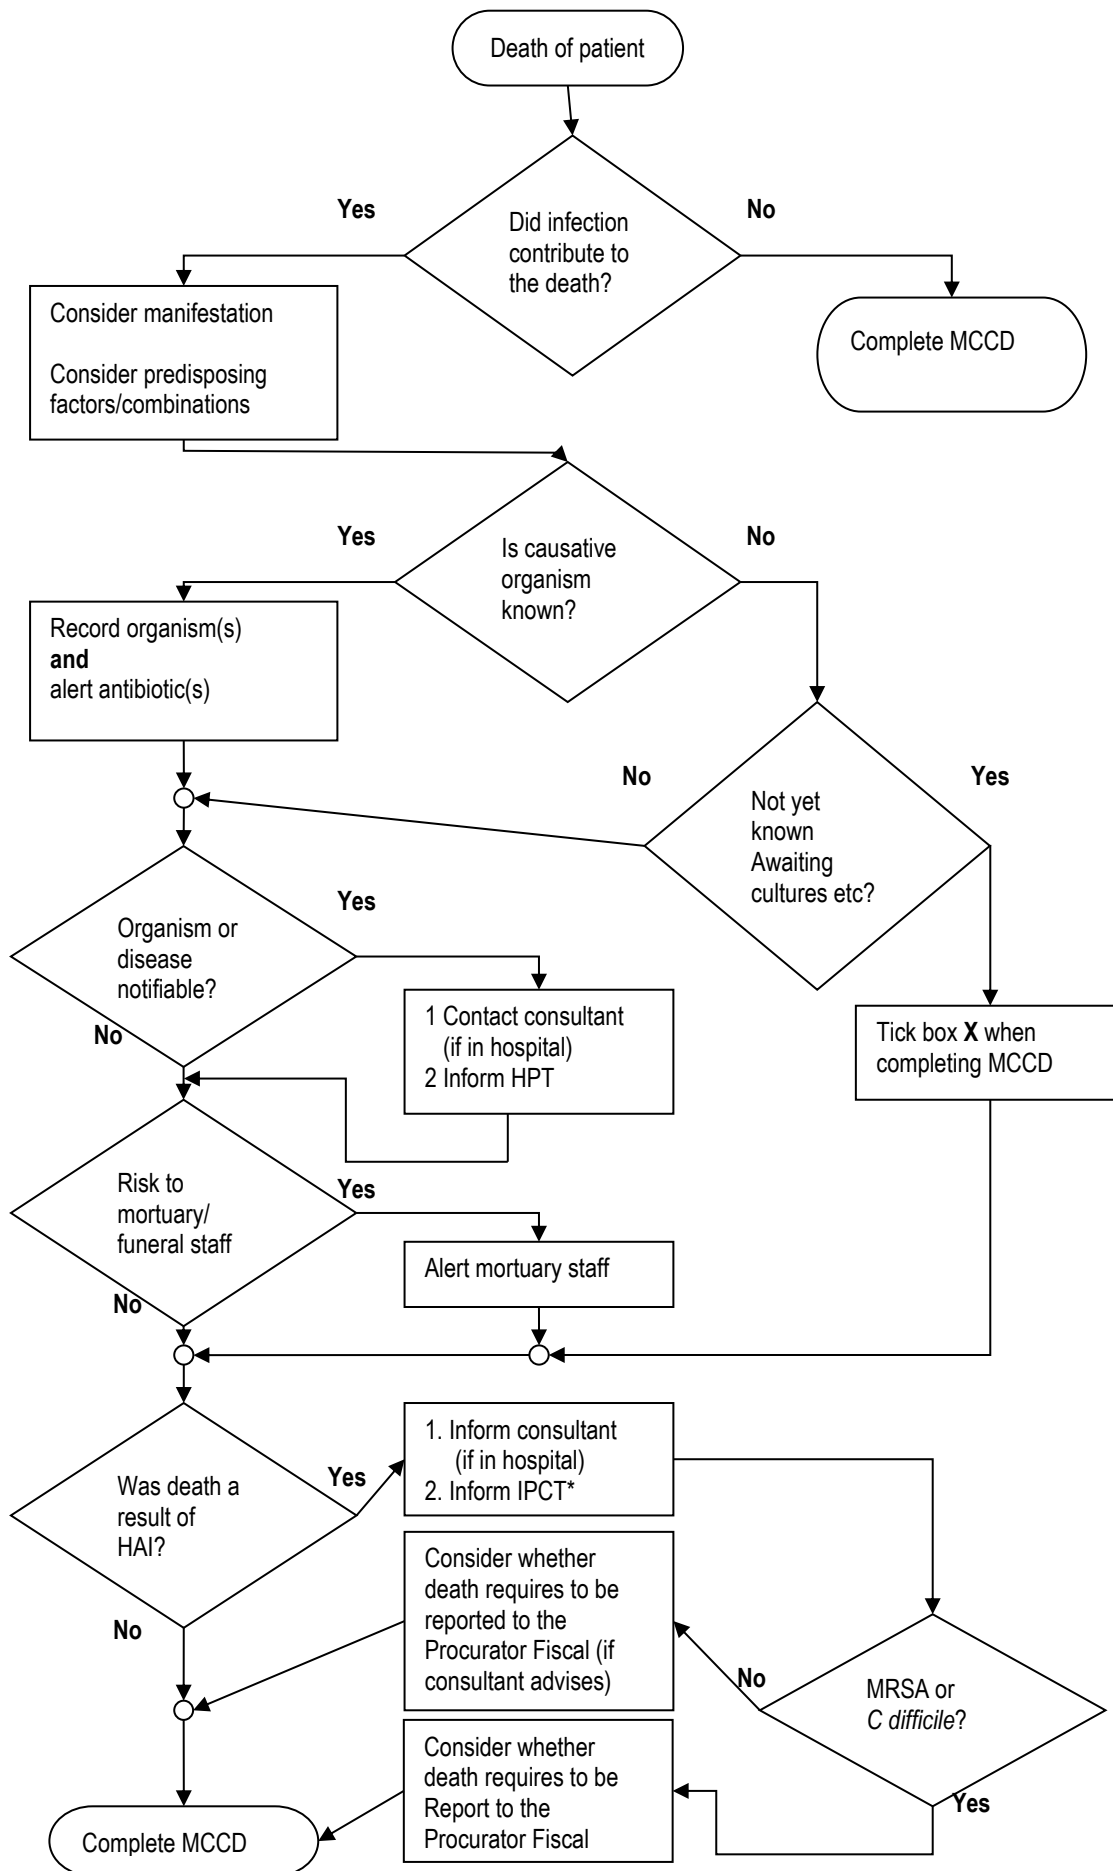 Death of patient
Yes
No
Did infection
contribute to
the death?
Consider manifestation
Consider predisposing
factors/combinations
Complete MCCD
Yes
No
Is causative
organism
known?
Record organism(s)
and
alert antibiotic(s)
No
Yes
Not yet
known
Awaiting
cultures etc?
Yes
Organism or
disease
notifiable?
No
1 Contact consultant
(if in hospital)
2 Inform HPT
Tick box X when
completing MCCD
Yes
Risk to
mortuary/
funeral staff
Alert mortuary staff
No
1. Inform consultant
(if in hospital)
2. Inform IPCT*
Yes
Was death a
result of
HAI?
No
Consider whether
death requires to be
reported to the
Procurator Fiscal (if
consultant advises)
No
MRSA or
C difficile?
Yes
Consider whether
death requires to be
Report to the
Procurator Fiscal
Complete MCCD